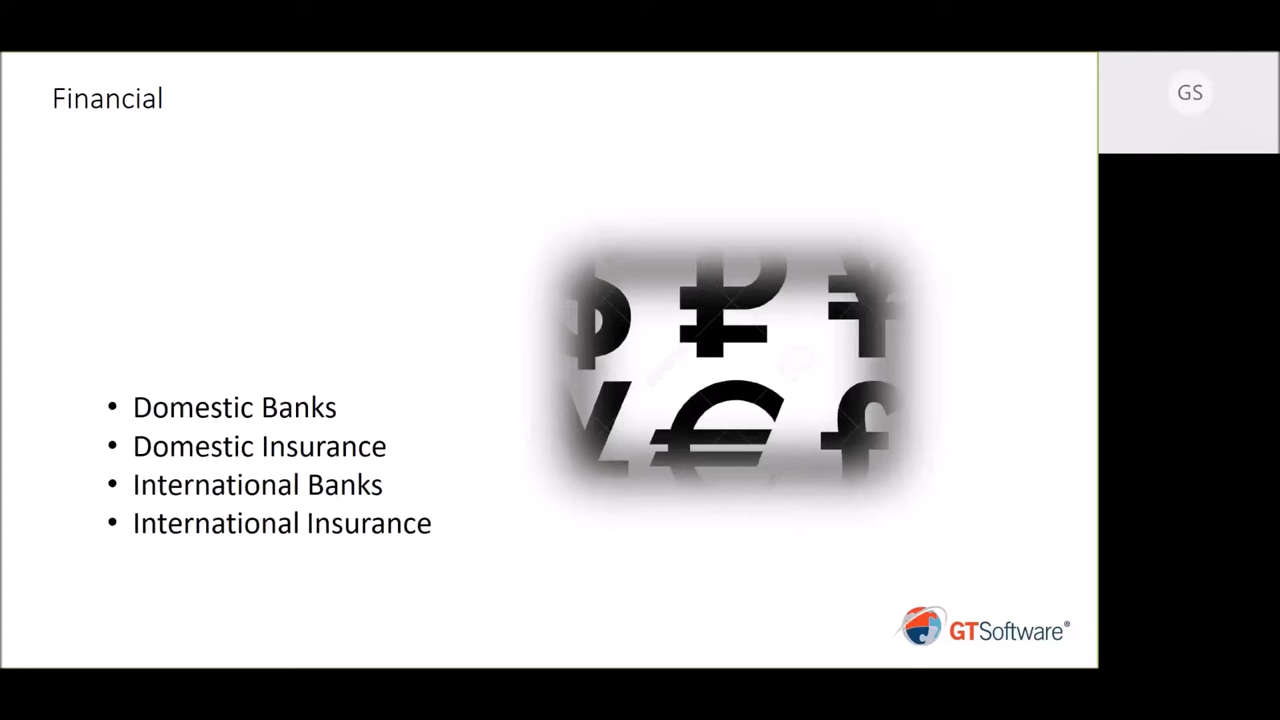 Financial
GS
$ ₽ ¥
¥ € £
• Domestic Banks
• Domestic Insurance
• International Banks
• International Insurance
GTSoftware®